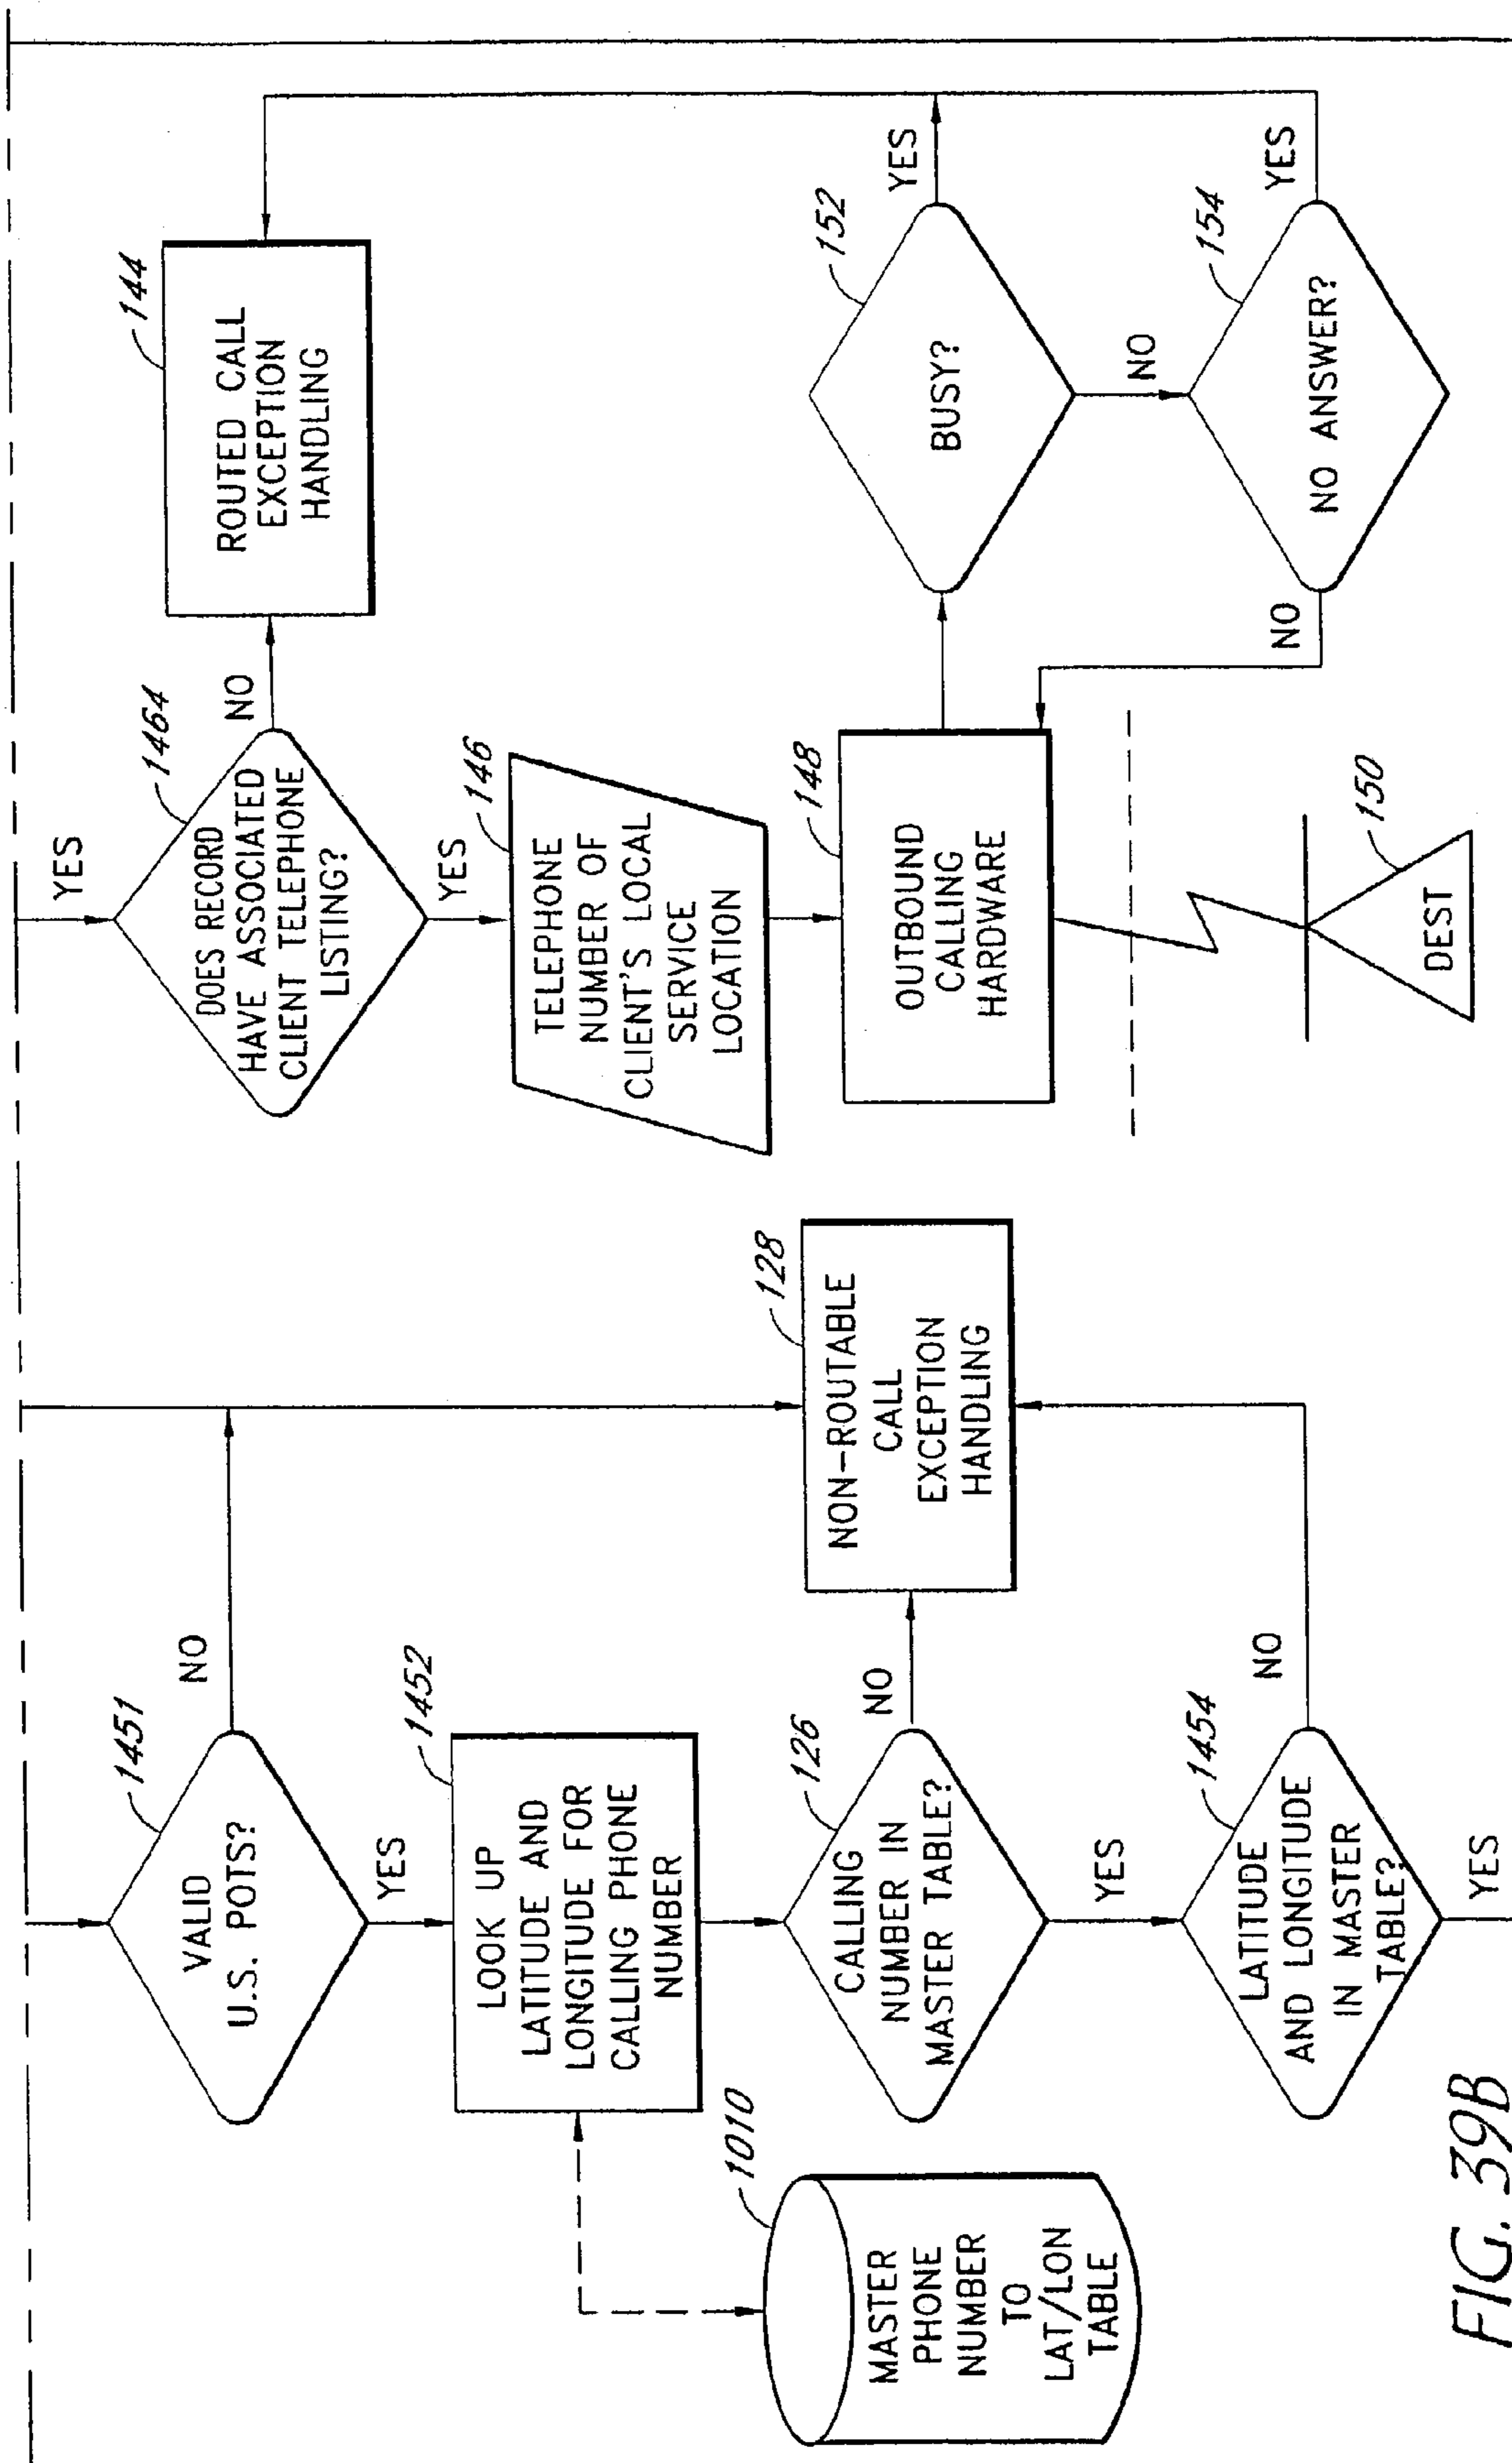 1451
VALID
U.S. POTS?
NO
YES
1452
LOOK UP
LATITUDE AND
LONGITUDE FOR
CALLING PHONE
NUMBER
1010
MASTER
PHONE
NUMBER
TO
LAT/LON
TABLE
126
CALLING
NUMBER IN
MASTER TABLE?
NO
YES
128
NON-ROUTABLE
CALL
EXCEPTION
HANDLING
1454
LATITUDE
AND LONGITUDE
IN MASTER
TABLE?
NO
YES
YES
1464
DOES RECORD
HAVE ASSOCIATED
CLIENT TELEPHONE
LISTING?
NO
YES
144
ROUTED CALL
EXCEPTION
HANDLING
146
TELEPHONE
NUMBER OF
CLIENT'S LOCAL
SERVICE
LOCATION
148
OUTBOUND
CALLING
HARDWARE
152
BUSY?
YES
NO
154
NO ANSWER?
YES
NO
150
DEST
FIG. 39B